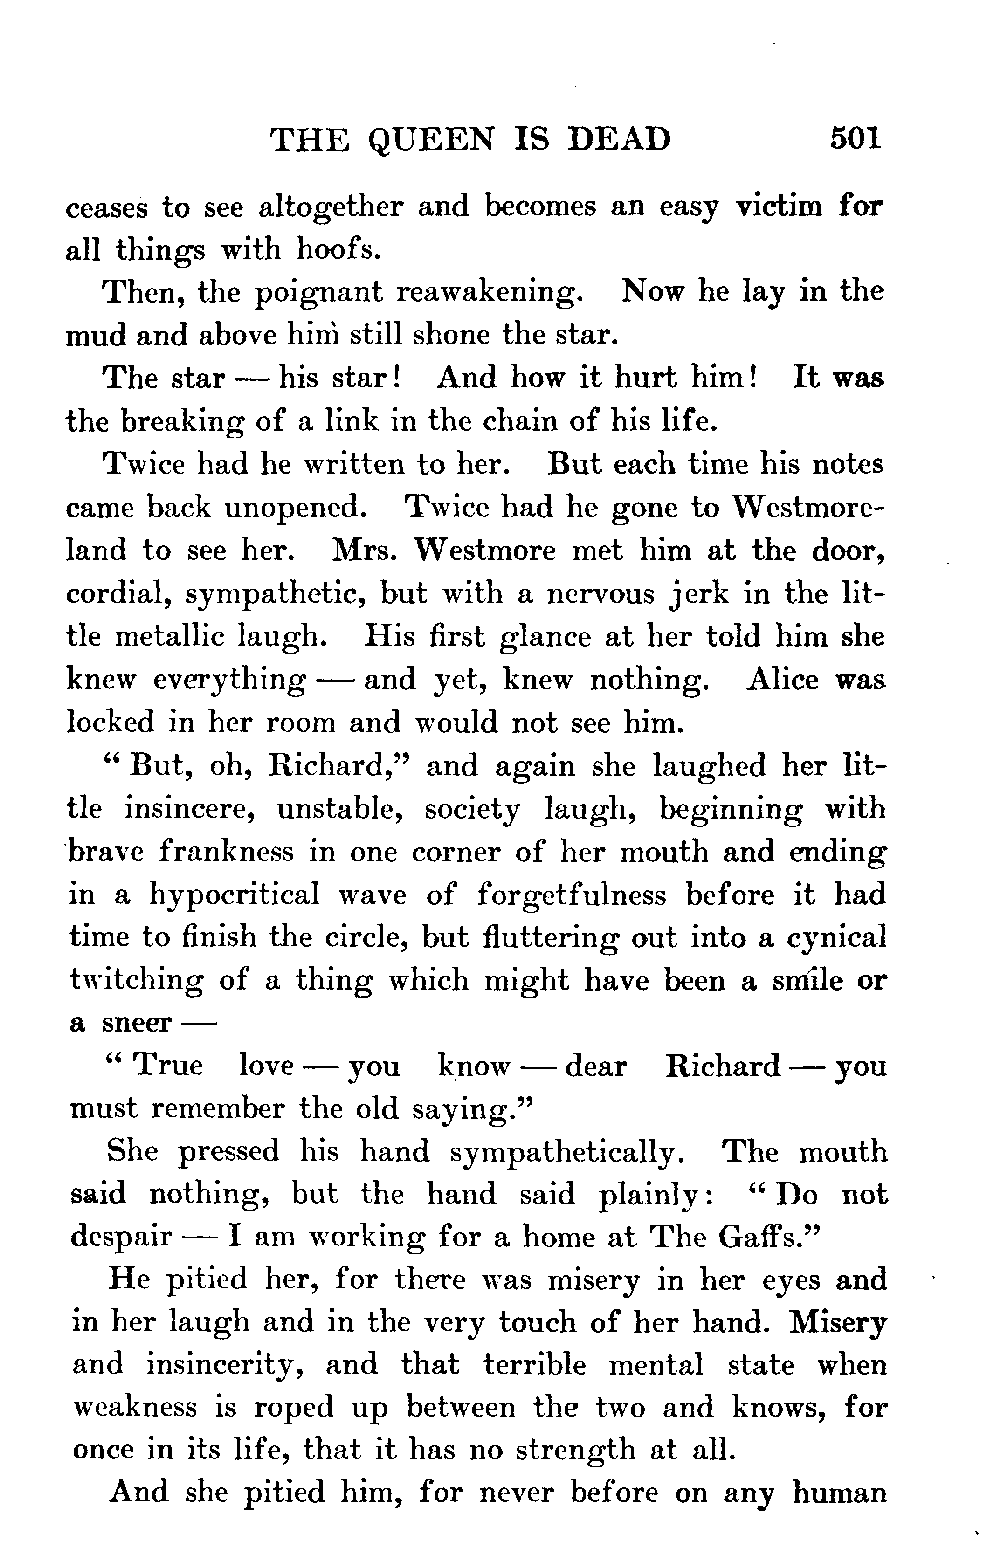 THE QUEEN IS DEAD 501
ceases to see altogether and becomes an easy victim for
all things with hoofs.
Then, the poignant reawakening. Now he lay in the
mud and above him still shone the star.
The star — his star! And how it hurt him! It was
the breaking of a link in the chain of his life.
Twice had he written to her. But each time his notes
came back unopened. Twice had he gone to Westmore-
land to see her. Mrs. Westmore met him at the door,
cordial, sympathetic, but with a nervous jerk in the lit-
tle metallic laugh. His first glance at her told him she
knew everything — and yet, knew nothing. Alice was
locked in her room and would not see him.
“ But, oh, Richard,” and again she laughed her lit-
tle insincere, unstable, society laugh, beginning with
brave frankness in one corner of her mouth and ending
in a hypocritical wave of forgetfulness before it had
time to finish the circle, but fluttering out into a cynical
twitching of a thing which might have been a smile or
a sneer —
“ True love — you know — dear Richard — you
must remember the old saying.”
She pressed his hand sympathetically. The mouth
said nothing, but the hand said plainly: “ Do not
despair — I am working for a home at The Gaffs.”
He pitied her, for there was misery in her eyes and
in her laugh and in the very touch of her hand. Misery
and insincerity, and that terrible mental state when
weakness is roped up between the two and knows, for
once in its life, that it has no strength at all.
And she pitied him, for never before on any human